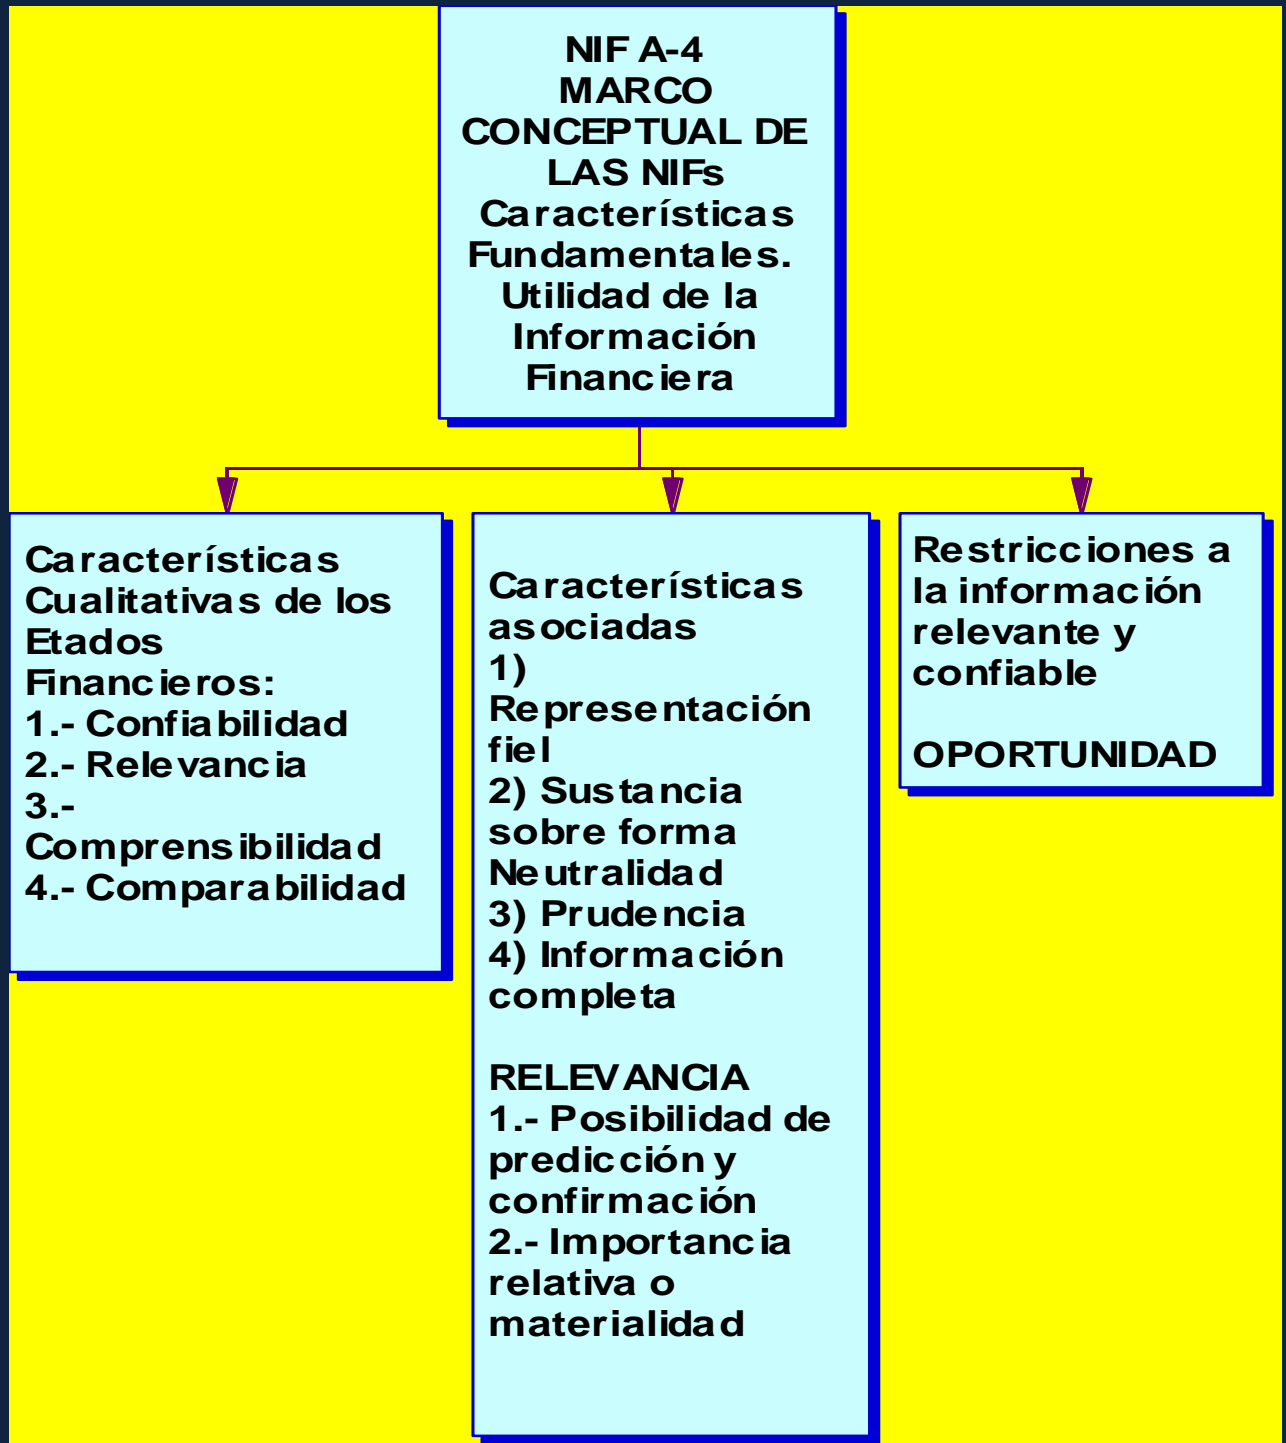 NIF A-4
MARCO
CONCEPTUAL DE
LAS NIFs
Características
Fundamentales.
Utilidad de la
Información
Financiera
Características
Cualitativas de los
Etados
Financieros:
1.- Confiabilidad
2.- Relevancia
3.-
Comprensibilidad
4.- Comparabilidad
Características
asociadas
1)
Representación
fiel
2) Sustancia
sobre forma
Neutralidad
3) Prudencia
4) Información
completa
RELEVANCIA
1.- Posibilidad de
predicción y
confirmación
2.- Importancia
relativa o
materialidad
Restricciones a
la información
relevante y
confiable
OPORTUNIDAD